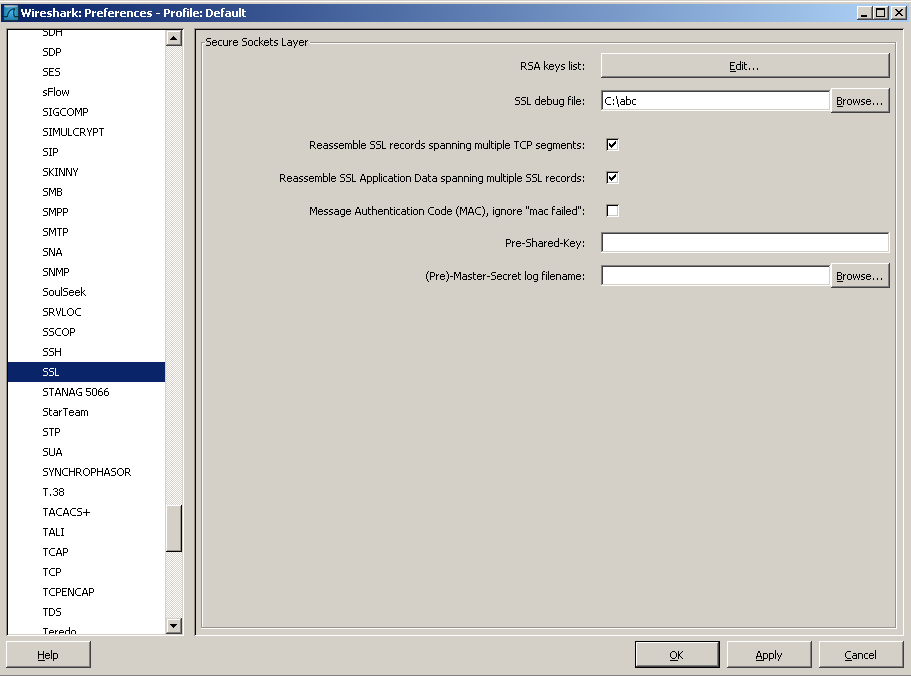 Wireshark: Preferences - Profile: Default
SDH
SDP
SES
sFlow
SIGCOMP
SIMULCRYPT
SIP
SKINNY
SMB
SMPP
SMTP
SNA
SNMP
SoulSeek
SRVLOC
SSCOP
SSH
SSL
STANAG 5066
StarTeam
STP
SUA
SYNCHROPHASOR
T.38
TACACS+
TALI
TCAP
TCP
TCPENCAP
TDS
Teredo
Secure Sockets Layer
RSA keys list: Edit...
SSL debug file: C:\abc Browse...
Reassemble SSL records spanning multiple TCP segments:
Reassemble SSL Application Data spanning multiple SSL records:
Message Authentication Code (MAC), ignore "mac failed":
Pre-Shared-Key:
(Pre)-Master-Secret log filename: Browse...
Help OK Apply Cancel